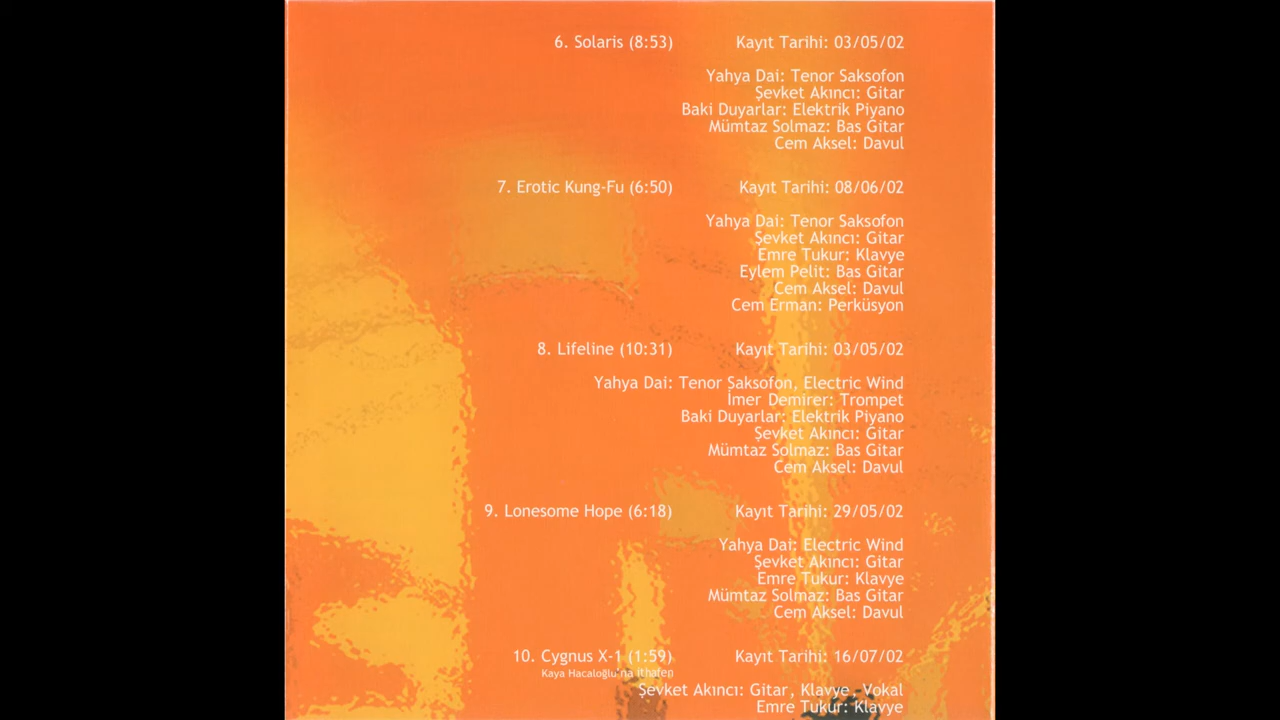 6. Solaris (8:53) Kayıt Tarihi: 03/05/02
Yahya Dai: Tenor Saksofon
Şevket Akıncı: Gitar
Baki Duyarlar: Elektrik Piyano
Mümtaz Solmaz: Bas Gitar
Cem Aksel: Davul
7. Erotic Kung-Fu (6:50) Kayıt Tarihi: 08/06/02
Yahya Dai: Tenor Saksofon
Şevket Akıncı: Gitar
Emre Tukur: Klavye
Eylem Pelit: Bas Gitar
Cem Aksel: Davul
Cem Erman: Perküsyon
8. Lifeline (10:31) Kayıt Tarihi: 03/05/02
Yahya Dai: Tenor Saksofon, Electric Wind
İmer Demirer: Trompet
Baki Duyarlar: Elektrik Piyano
Şevket Akıncı: Gitar
Mümtaz Solmaz: Bas Gitar
Cem Aksel: Davul
9. Lonesome Hope (6:18) Kayıt Tarihi: 29/05/02
Yahya Dai: Electric Wind
Şevket Akıncı: Gitar
Emre Tukur: Klavye
Mümtaz Solmaz: Bas Gitar
Cem Aksel: Davul
10. Cygnus X-1 (1:59) Kayıt Tarihi: 16/07/02
Kaya Hacaloğlu'na ithafen
Şevket Akıncı: Gitar, Klavye, Vokal
Emre Tukur: Klavye